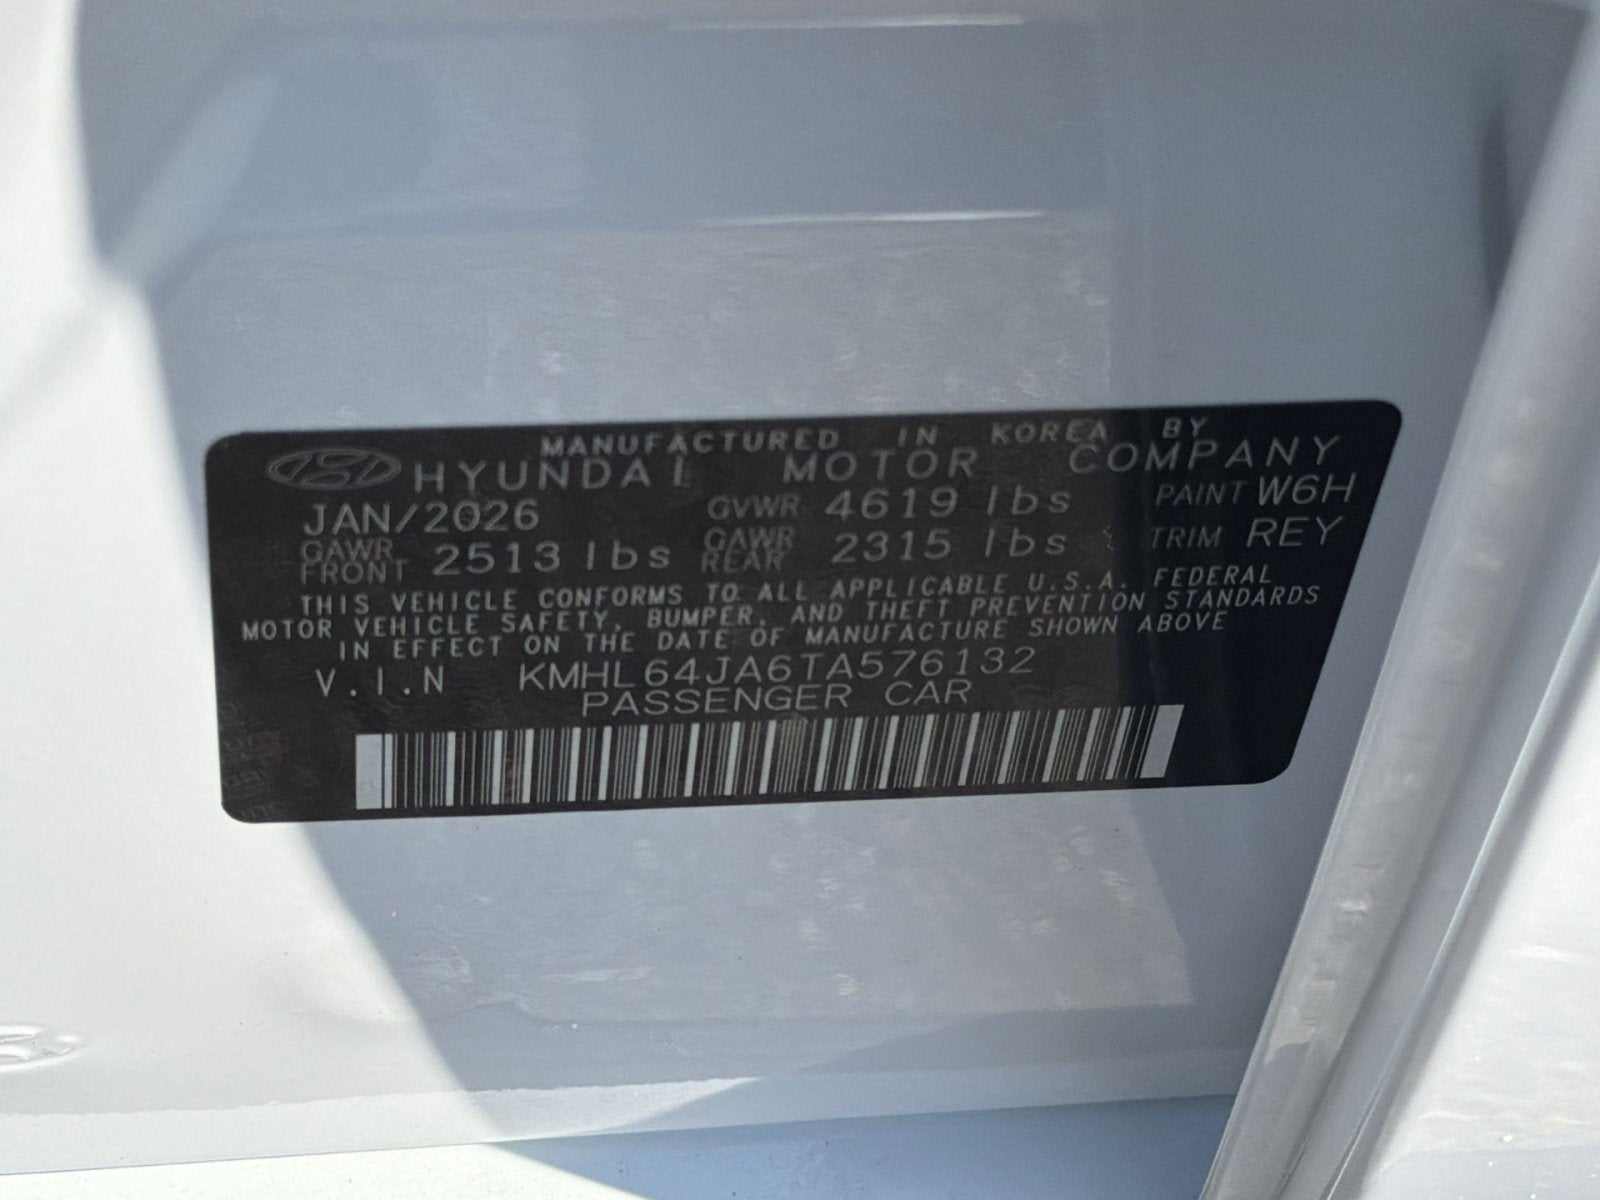 MANUFACTURED IN KOREA BY
HYUNDAI MOTOR COMPANY
JAN/2026 GVWR 4619 lbs PAINT W6H
GAWR FRONT 2513 lbs GAWR REAR 2315 lbs TRIM REY
THIS VEHICLE CONFORMS TO ALL APPLICABLE U.S.A. FEDERAL
MOTOR VEHICLE SAFETY, BUMPER, AND THEFT PREVENTION STANDARDS
IN EFFECT ON THE DATE OF MANUFACTURE SHOWN ABOVE
V.I.N KMHL64JA6TA576132
PASSENGER CAR